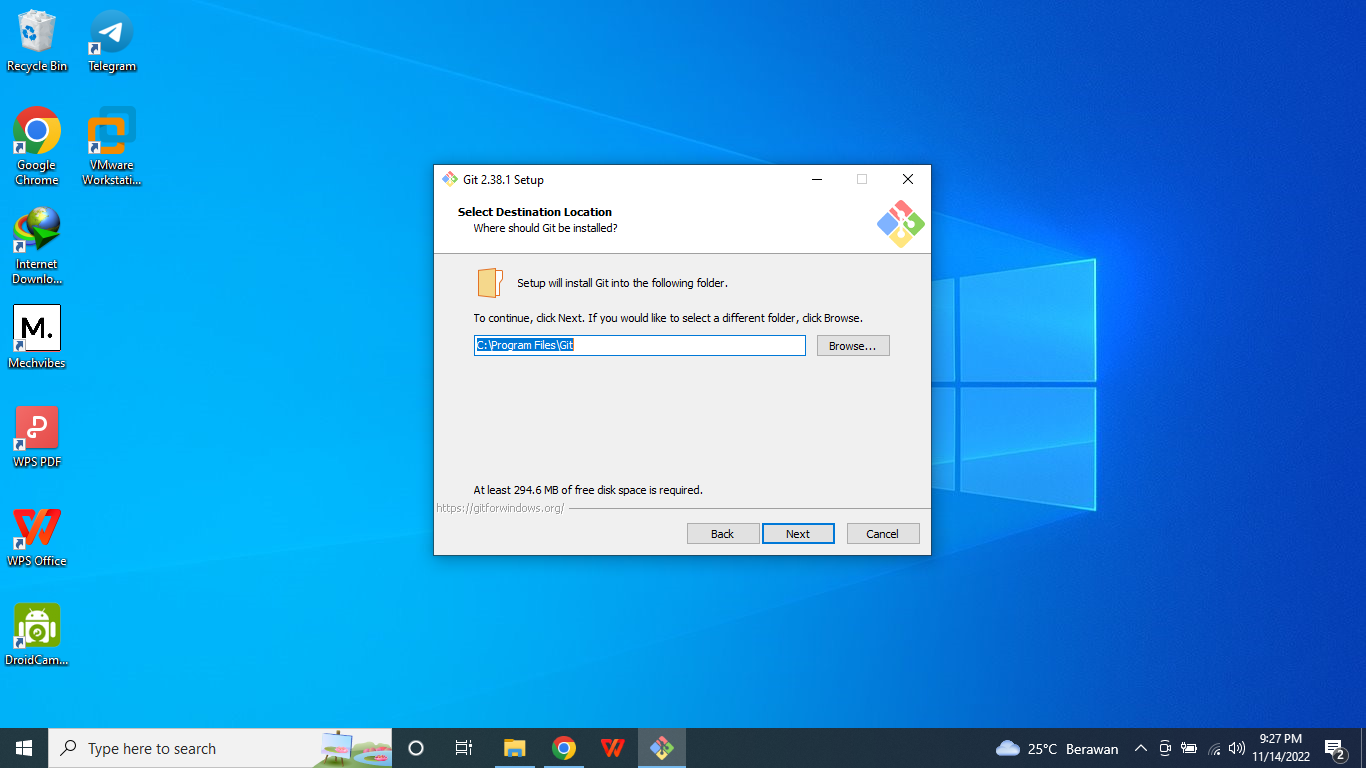 Recycle Bin
Telegram
Google
Chrome
VMware
Workstati...
Internet
Downlo...
M.
Mechvibes
WPS PDF
WPS Office
DroidCam...
Git 2.38.1 Setup
Select Destination Location
Where should Git be installed?
Setup will install Git into the following folder.
To continue, click Next. If you would like to select a different folder, click Browse.
C:\Program Files\Git
Browse...
At least 294.6 MB of free disk space is required.
https://gitforwindows.org/
Back
Next
Cancel
Type here to search
25°C Berawan
9:27 PM
11/14/2022
2